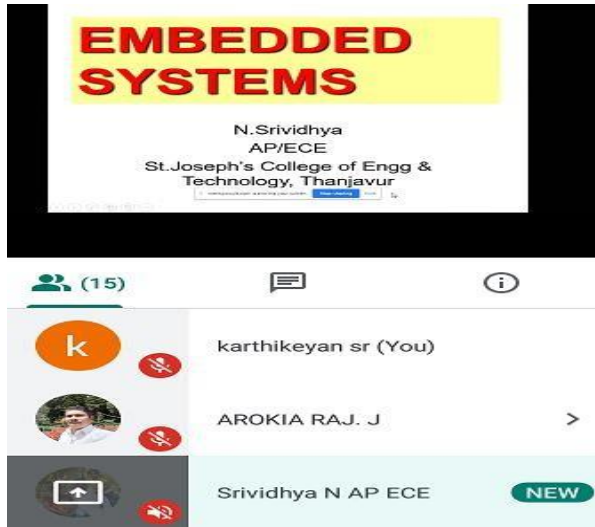 EMBEDDED
SYSTEMS
N.Srividhya
AP/ECE
St.Joseph's College of Engg &
Technology, Thanjavur
(15)
k
karthikeyan sr (You)
AROKIA RAJ. J
Srividhya N AP ECE
NEW